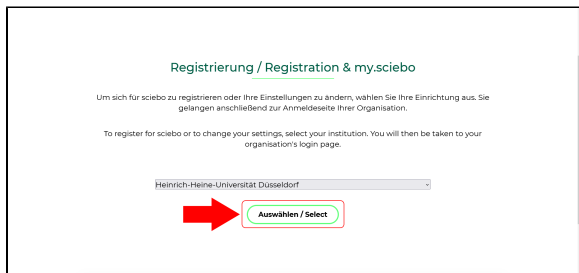 Registrierung / Registration & my.sciebo
Um sich für sciebo zu registrieren oder Ihre Einstellungen zu ändern, wählen Sie Ihre Einrichtung aus. Sie
gelangen anschließend zur Anmeldeseite Ihrer Organisation.
To register for sciebo or to change your settings, select your institution. You will then be taken to your
organisation's login page.
Heinrich-Heine-Universität Düsseldorf
Auswählen / Select